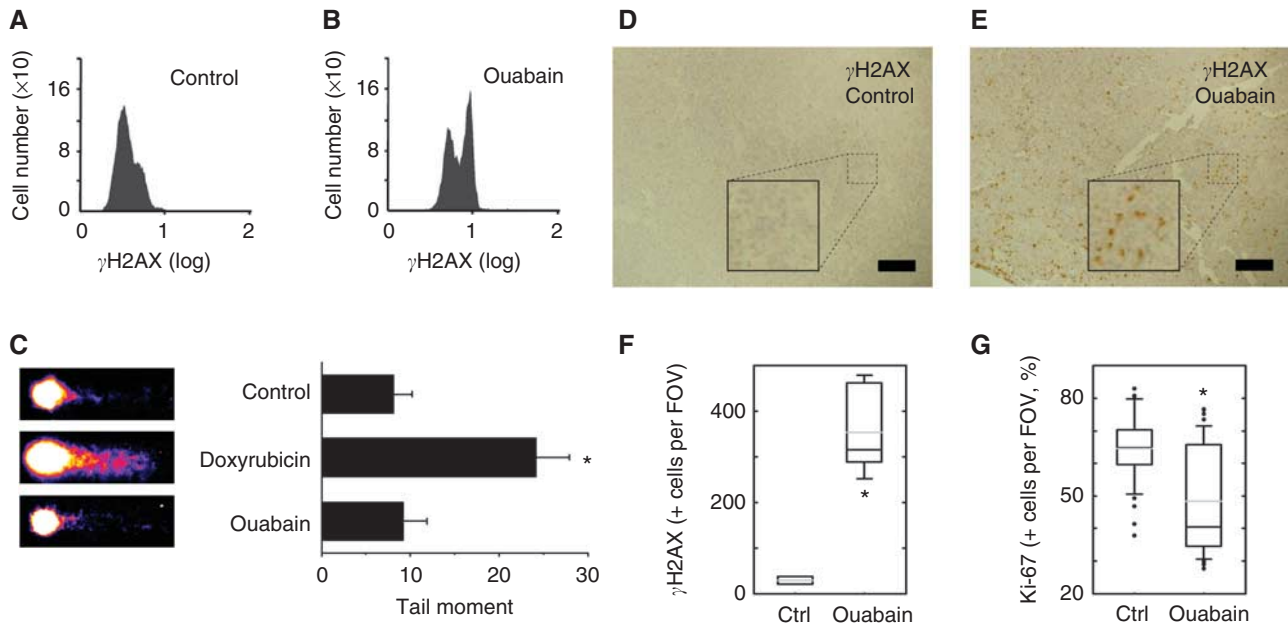 A
B
D
E
16
8
0
Cell number (×10)
Control
0
1
2
γH2AX (log)
16
8
0
Cell number (×10)
Ouabain
0
1
2
γH2AX (log)
γH2AX
Control
γH2AX
Ouabain
C
Control
Doxyrubicin
Ouabain
*
0
10
20
30
Tail moment
F
γH2AX (+ cells per FOV)
400
200
0
*
Ctrl
Ouabain
G
Ki-67 (+ cells per FOV, %)
80
50
20
*
Ctrl
Ouabain